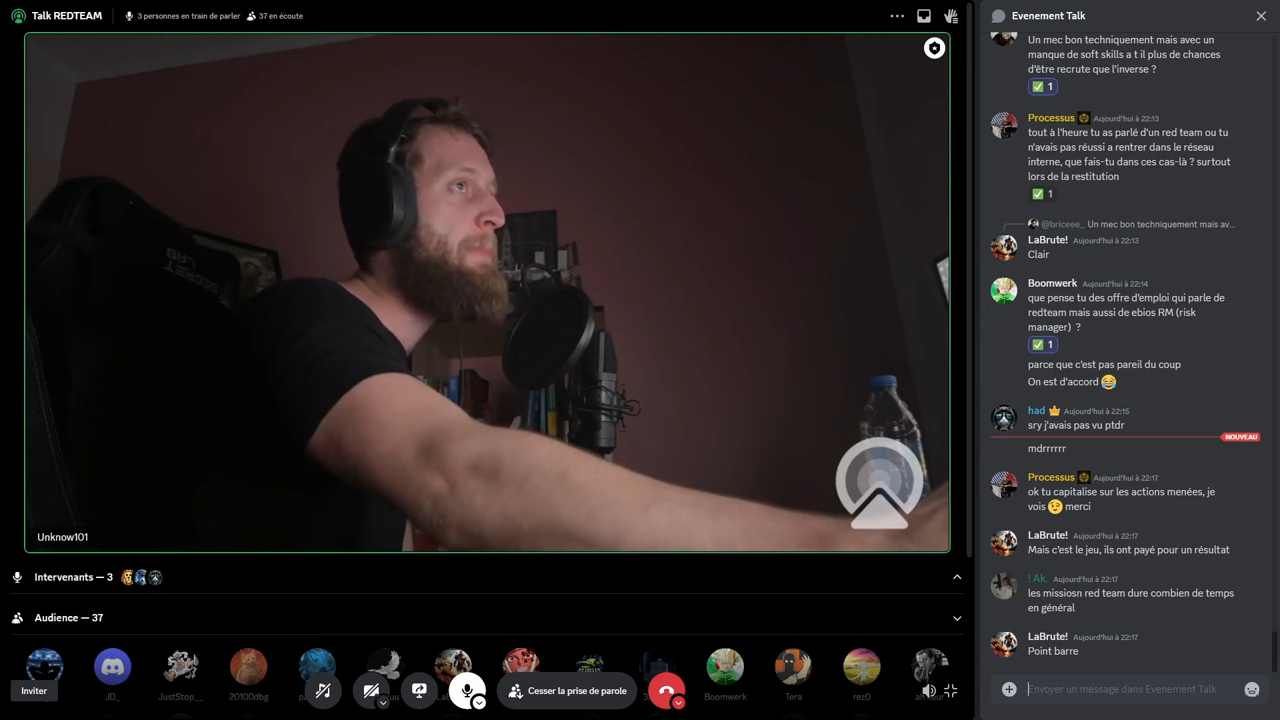 Talk REDTEAM
3 personnes en train de parler
37 en écoute
Evenement Talk
Un mec bon techniquement mais avec un
manque de soft skills a t il plus de chances
d'être recrute que l'inverse ?
1
Processus Aujourd'hui à 22:13
tout à l'heure tu as parlé d'un red team ou tu
n'avais pas réussi a rentrer dans le réseau
interne, que fais-tu dans ces cas-là ? surtout
lors de la restitution
1
@briceee_ Un mec bon techniquement mais av...
LaBrute! Aujourd'hui à 22:13
Clair
Boomwerk Aujourd'hui à 22:14
que pense tu des offre d'emploi qui parle de
redteam mais aussi de ebios RM (risk
manager) ?
1
parce que c'est pas pareil du coup
On est d'accord
had Aujourd'hui à 22:15
sry j'avais pas vu ptdr
NOUVEAU
mdrrrrrr
Processus Aujourd'hui à 22:17
ok tu capitalise sur les actions menées, je
vois merci
LaBrute! Aujourd'hui à 22:17
Mais c'est le jeu, ils ont payé pour un résultat
! Ak. Aujourd'hui à 22:17
les missiosn red team dure combien de temps
en général
LaBrute! Aujourd'hui à 22:17
Point barre
Envoyer un message dans Evenement Talk
SECRET LAB
Unknow101
Intervenants — 3
Audience — 37
Inviter
Cesser la prise de parole
JD_
JustStop_
20100dbg
Boomwerk
Tera
rez0